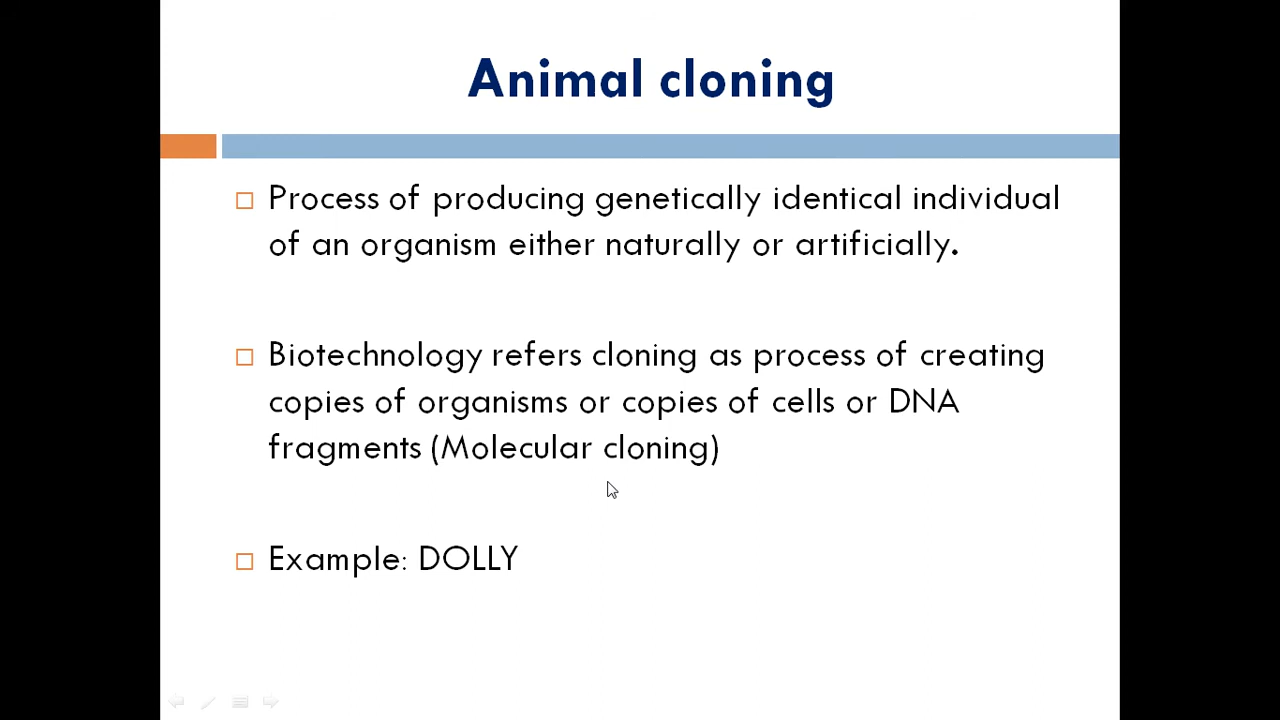 Animal cloning
Process of producing genetically identical individual
of an organism either naturally or artificially.
Biotechnology refers cloning as process of creating
copies of organisms or copies of cells or DNA
fragments (Molecular cloning)
Example: DOLLY